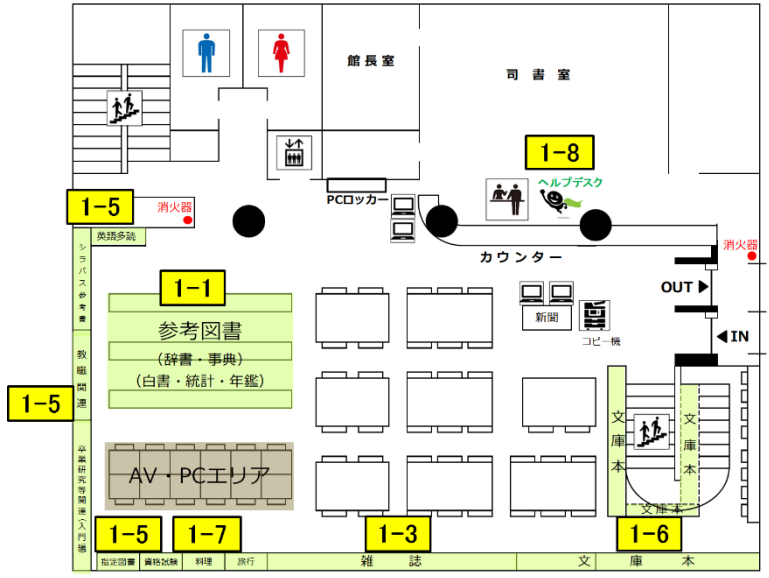 館長室
司書室
1-8
ヘルプデスク
PCロッカー
1-5
消火器
英語多読
カウンター
消火器
シラバス参考書
1-1
参考図書
（辞書・事典）
（白書・統計・年鑑）
OUT
新聞
コピー機
IN
教職関連
1-5
文庫本
文庫本
文庫本
卒業研究等関連(入門編)
AV・PCエリア
1-5
1-7
1-3
1-6
指定図書
資格試験
料理
旅行
雑誌
文庫本